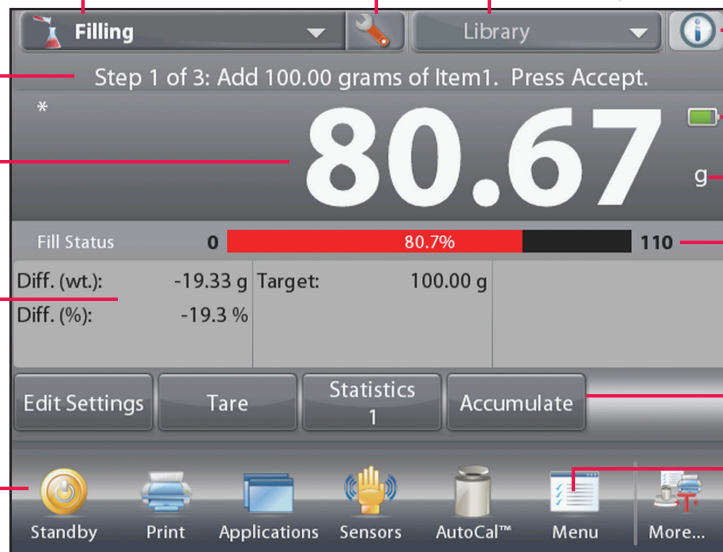 Filling Library
Step 1 of 3: Add 100.00 grams of Item1. Press Accept.
*
80.67
g
Fill Status 0 80.7% 110
Diff. (wt.): -19.33 g Target: 100.00 g
Diff. (%): -19.3 %
Edit Settings Tare Statistics Accumulate
1
Standby Print Applications Sensors AutoCal™ Menu More...